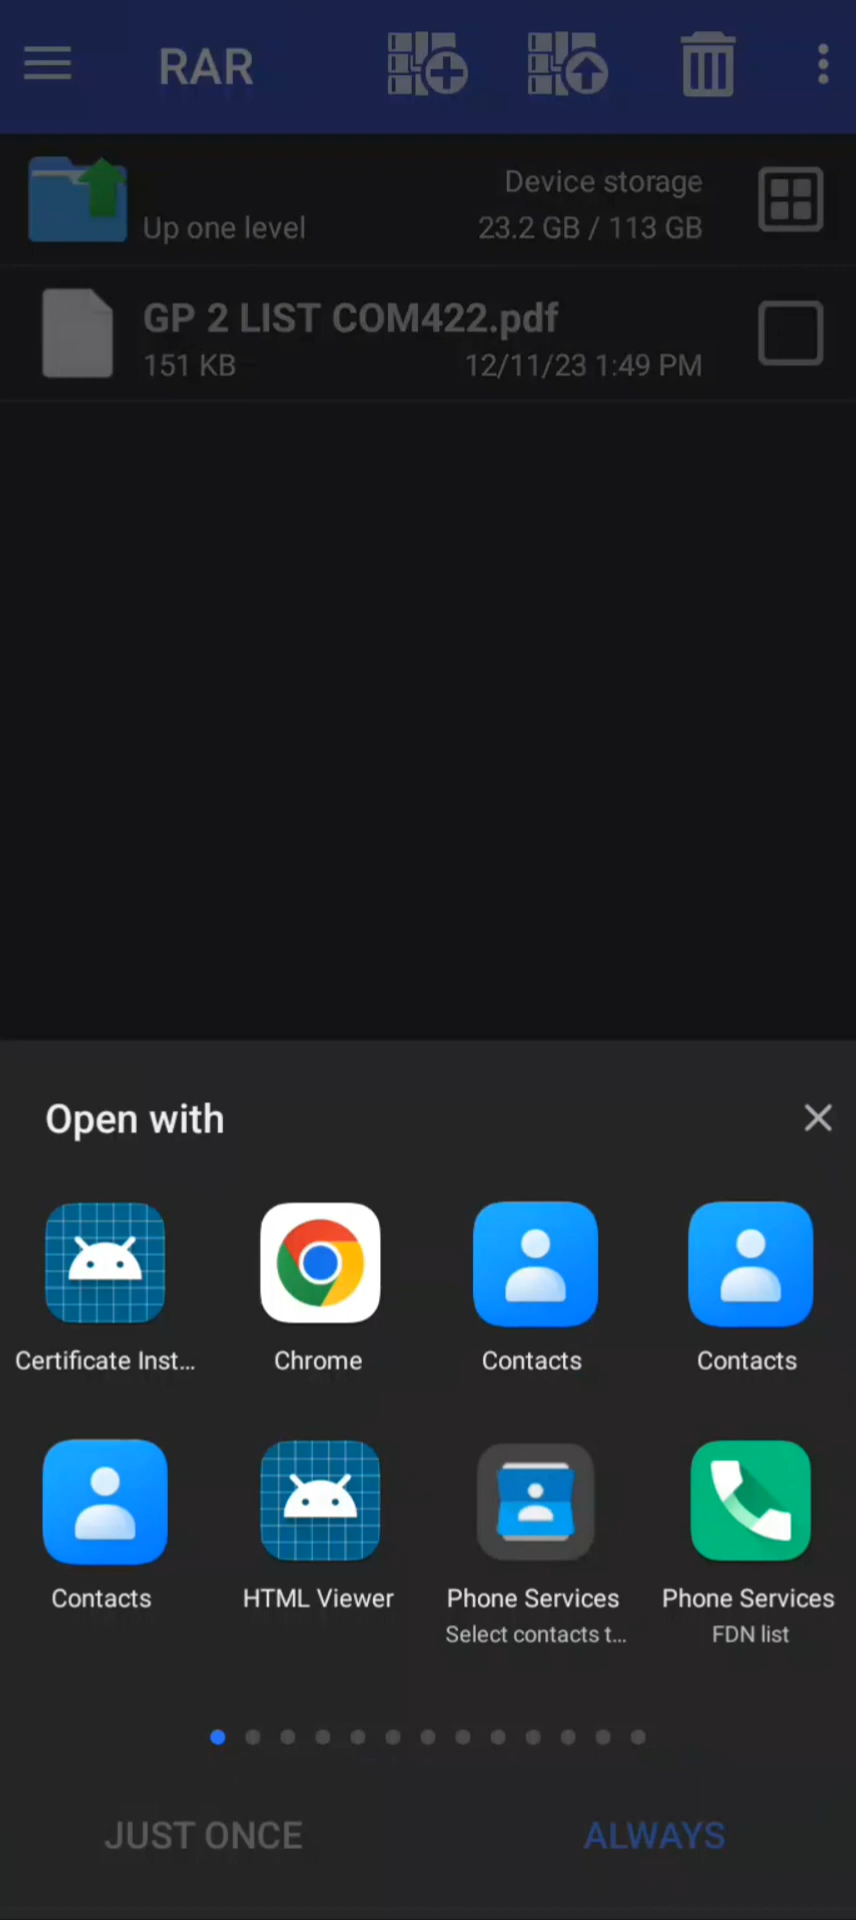 RAR
Device storage
Up one level
23.2 GB / 113 GB
GP 2 LIST COM422.pdf
151 KB
12/11/23 1:49 PM
Open with
Certificate Inst...
Chrome
Contacts
Contacts
Contacts
HTML Viewer
Phone Services
Select contacts t...
Phone Services
FDN list
JUST ONCE
ALWAYS